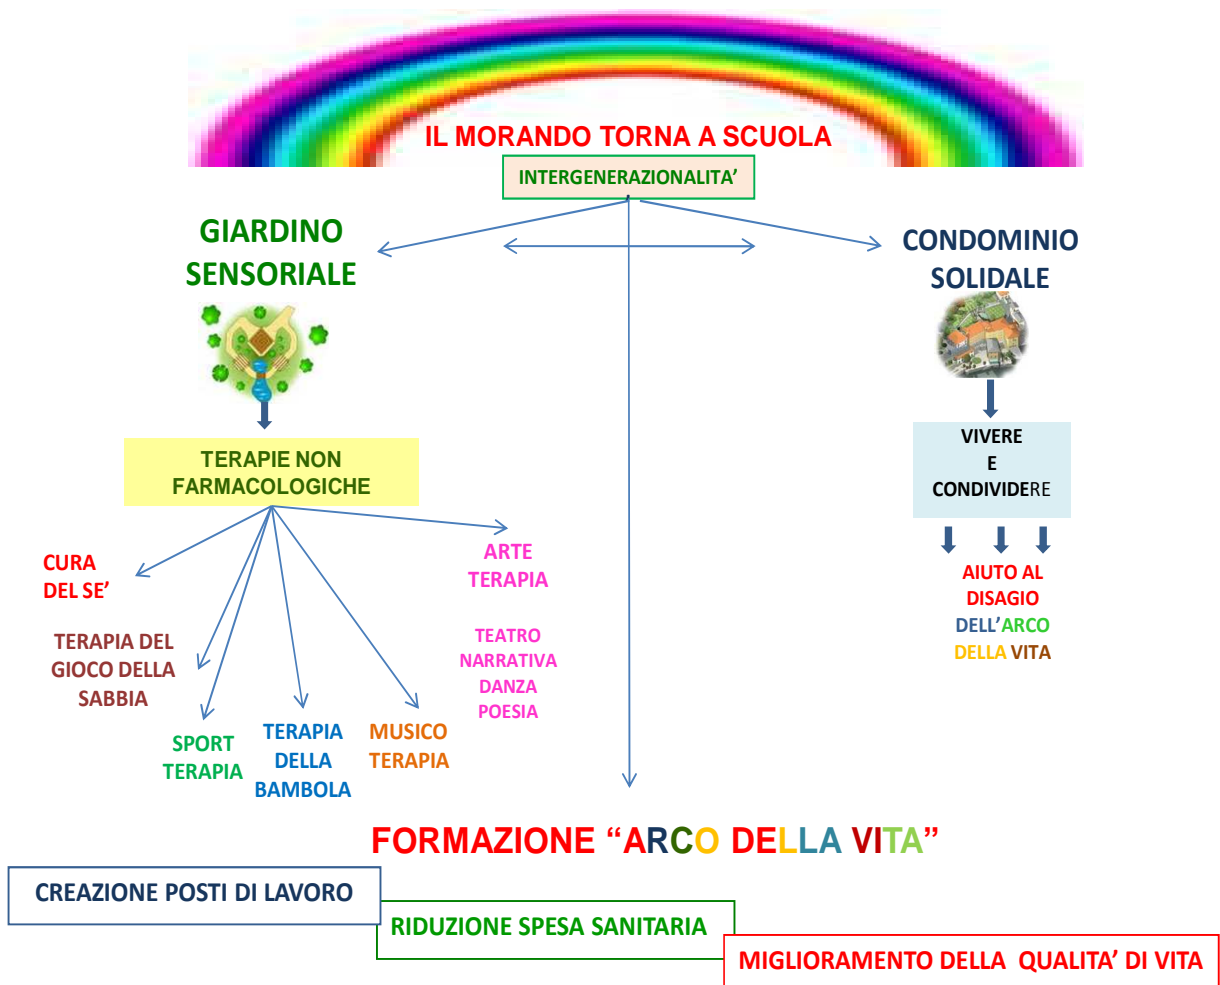 IL MORANDO TORNA A SCUOLA
INTERGENERAZIONALITA’
GIARDINO
SENSORIALE
CONDOMINIO
SOLIDALE
TERAPIE NON
FARMACOLOGICHE
VIVERE
E
CONDIVIDERE
CURA
DEL SE’
TERAPIA DEL
GIOCO DELLA
SABBIA
SPORT
TERAPIA
TERAPIA
DELLA
BAMBOLA
MUSICO
TERAPIA
ARTE
TERAPIA
TEATRO
NARRATIVA
DANZA
POESIA
AIUTO AL
DISAGIO
DELL’ARCO
DELLA VITA
FORMAZIONE “ARCO DELLA VITA”
CREAZIONE POSTI DI LAVORO
RIDUZIONE SPESA SANITARIA
MIGLIORAMENTO DELLA QUALITA’ DI VITA